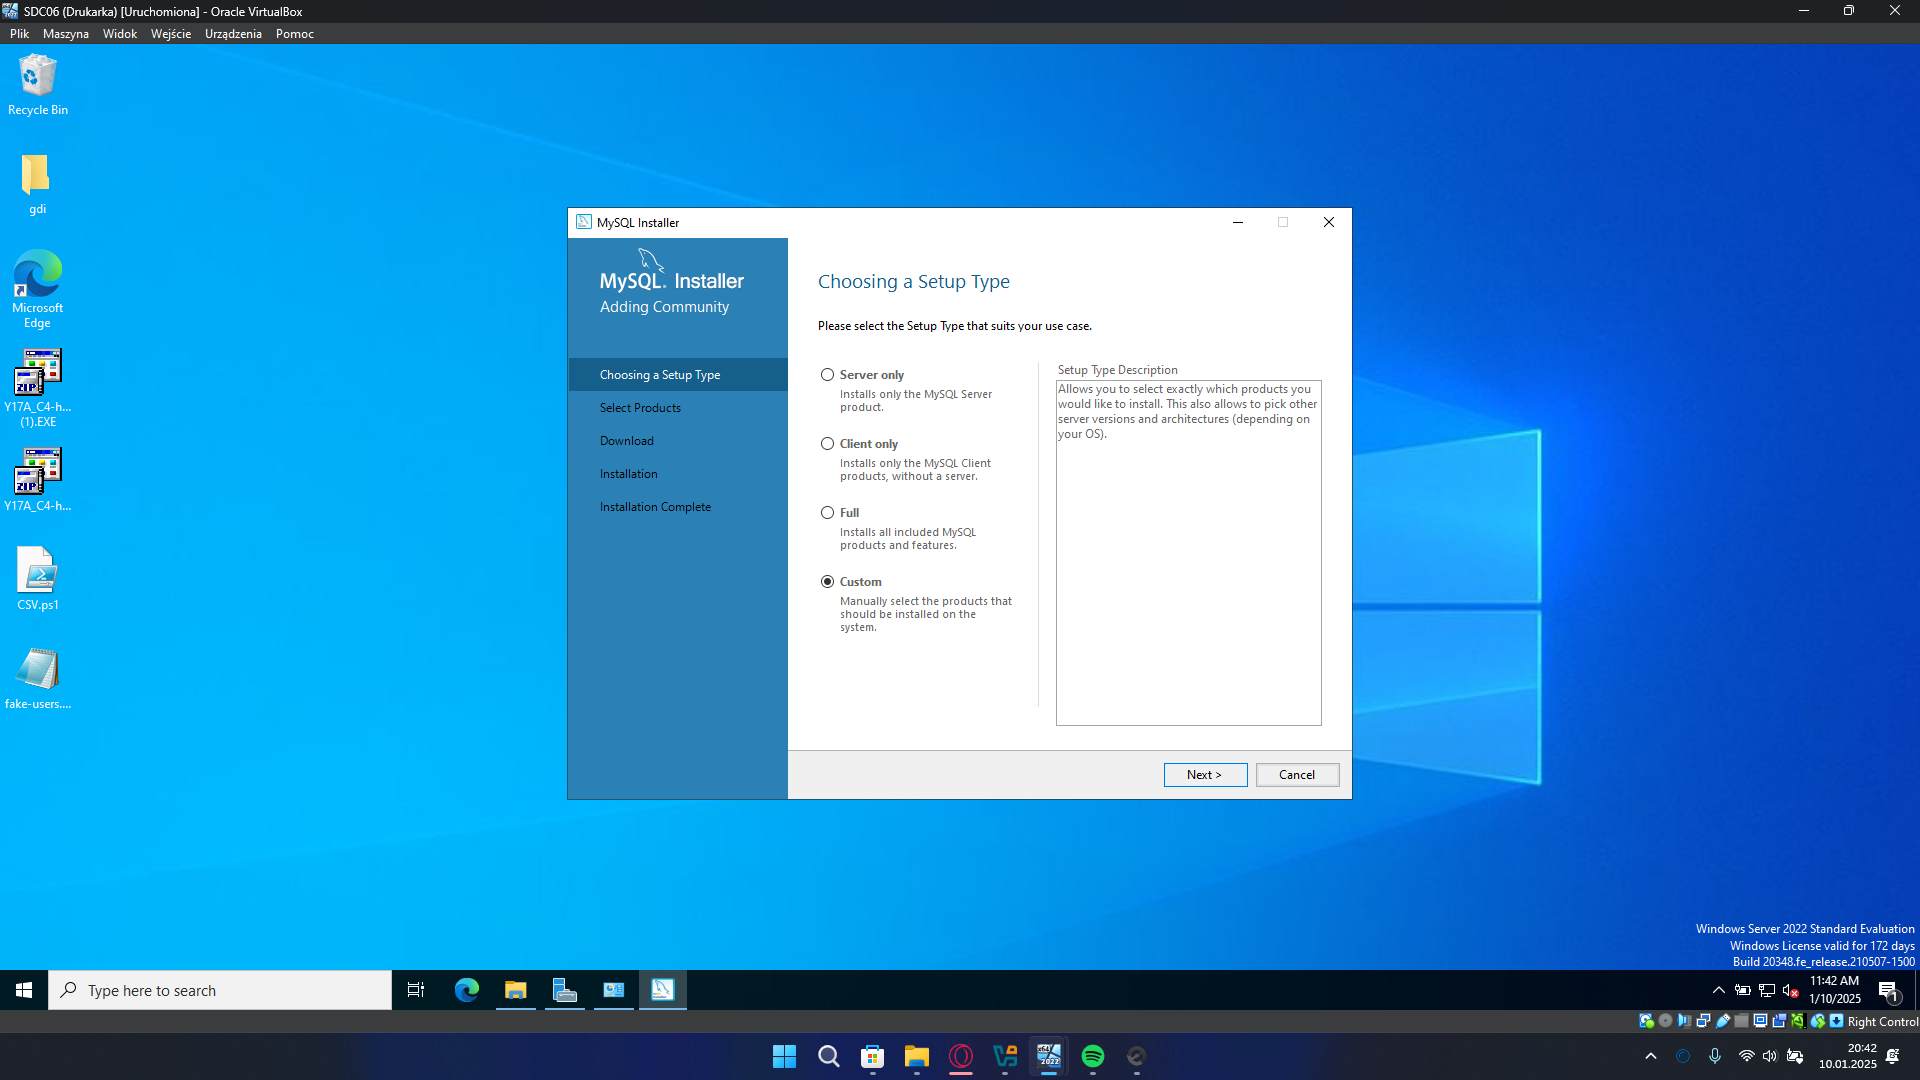 SDC06 (Drukarka) [Uruchomiona] - Oracle VirtualBox
Plik Maszyna Widok Wejście Urządzenia Pomoc
Recycle Bin
gdi
Microsoft
Edge
ZIP
Y17A_C4-h...
(1).EXE
ZIP
Y17A_C4-h...
CSV.ps1
fake-users....
MySQL Installer
MySQL Installer
Adding Community
Choosing a Setup Type
Select Products
Download
Installation
Installation Complete
Choosing a Setup Type
Please select the Setup Type that suits your use case.
Server only
Installs only the MySQL Server
product.
Client only
Installs only the MySQL Client
products, without a server.
Full
Installs all included MySQL
products and features.
Custom
Manually select the products that
should be installed on the
system.
Setup Type Description
Allows you to select exactly which products you
would like to install. This also allows to pick other
server versions and architectures (depending on
your OS).
Next >
Cancel
Windows Server 2022 Standard Evaluation
Windows License valid for 172 days
Build 20348.fe_release.210507-1500
Type here to search
11:42 AM
1/10/2025
1
Right Control
2022
20:42
10.01.2025